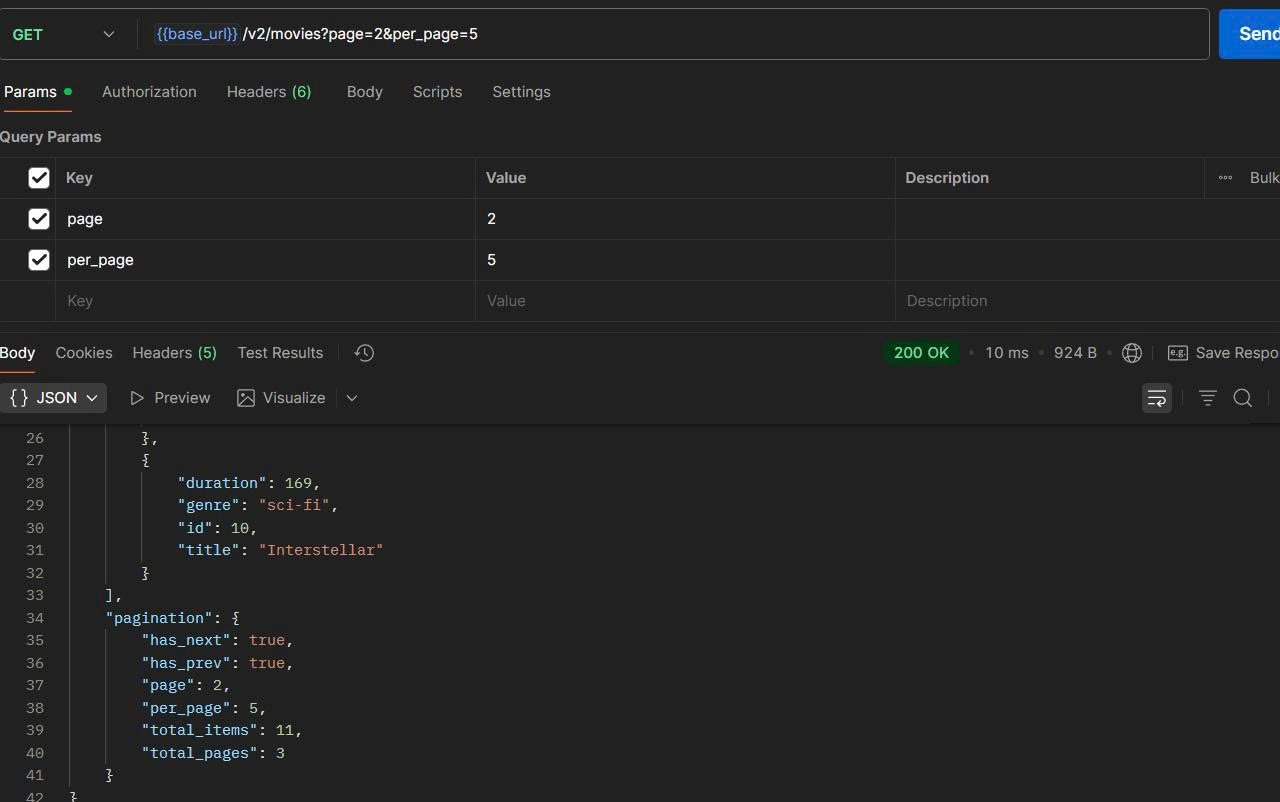 GET {{base_url}} /v2/movies?page=2&per_page=5 Send
Params Authorization Headers (6) Body Scripts Settings
Query Params
Key Value Description Bulk
page 2
per_page 5
Key Value Description
Body Cookies Headers (5) Test Results 200 OK 10 ms 924 B e.g. Save Respo
{} JSON Preview Visualize
26 },
27 {
28 "duration": 169,
29 "genre": "sci-fi",
30 "id": 10,
31 "title": "Interstellar"
32 }
33 ],
34 "pagination": {
35 "has_next": true,
36 "has_prev": true,
37 "page": 2,
38 "per_page": 5,
39 "total_items": 11,
40 "total_pages": 3
41 }
42 }